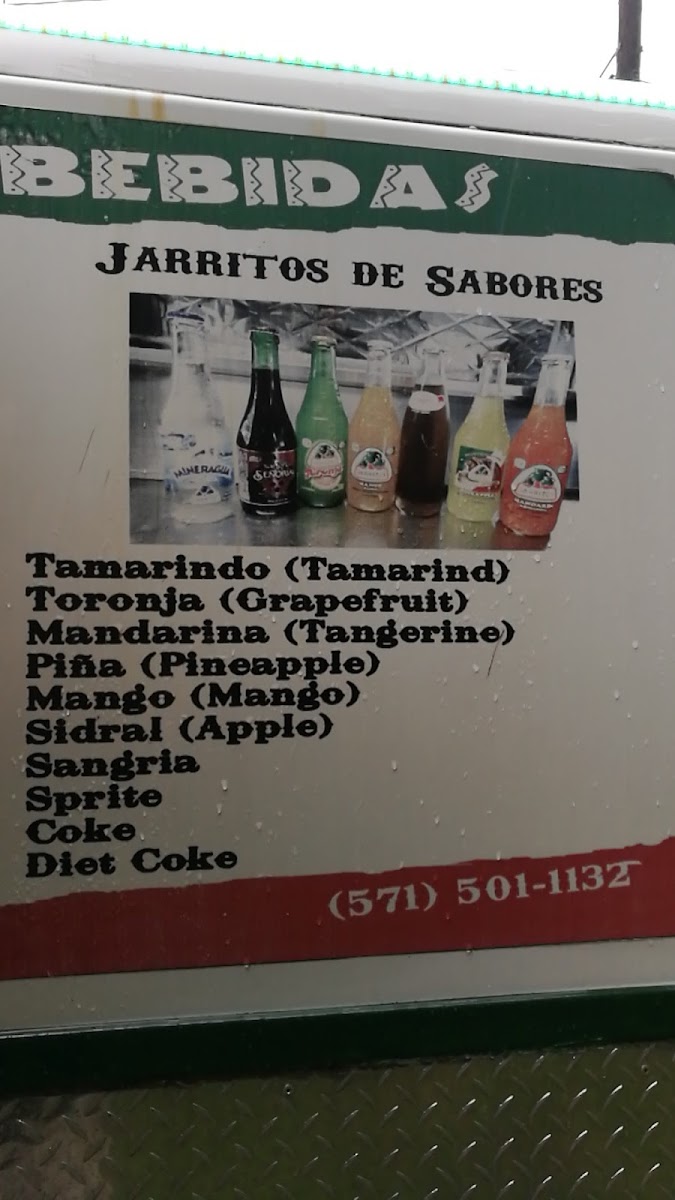 BEBIDAS
JARRITOS DE SABORES
MINERAGUA
Tamarindo (Tamarind)
Toronja (Grapefruit)
Mandarina (Tangerine)
Piña (Pineapple)
Mango (Mango)
Sidral (Apple)
Sangria
Sprite
Coke
Diet Coke
(571) 501-1132